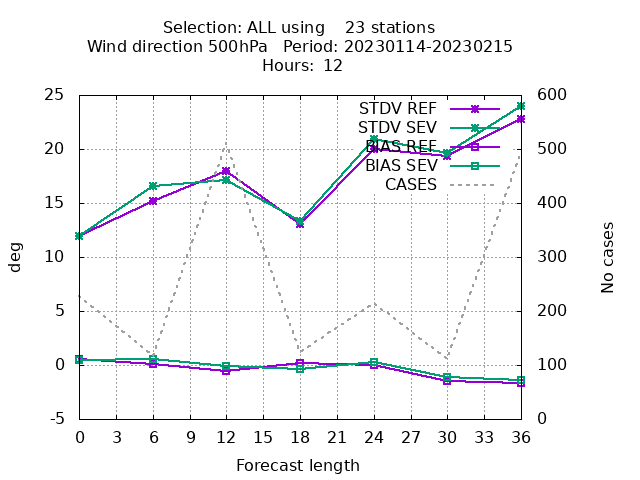 Selection: ALL using 23 stations
Wind direction 500hPa Period: 20230114-20230215
Hours: 12
STDV REF
STDV SEV
BIAS REF
BIAS SEV
CASES
25
20
15
10
5
0
-5
deg
600
500
400
300
200
100
0
No cases
0 3 6 9 12 15 18 21 24 27 30 33 36
Forecast length